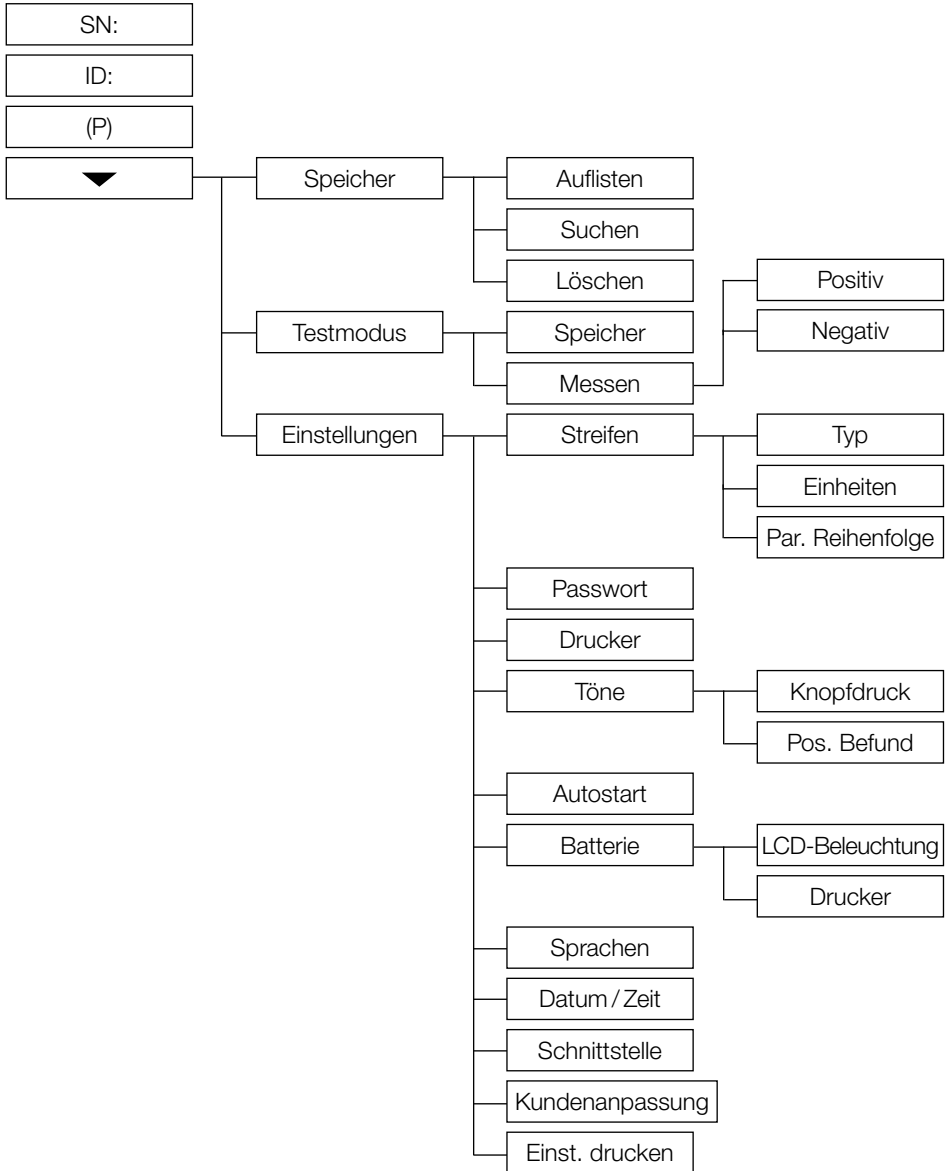 SN:
ID:
(P)
Speicher
Auflisten
Suchen
Löschen
Positiv
Testmodus
Speicher
Negativ
Messen
Einstellungen
Streifen
Typ
Einheiten
Par. Reihenfolge
Passwort
Drucker
Töne
Knopfdruck
Pos. Befund
Autostart
Batterie
LCD-Beleuchtung
Drucker
Sprachen
Datum / Zeit
Schnittstelle
Kundenanpassung
Einst. drucken